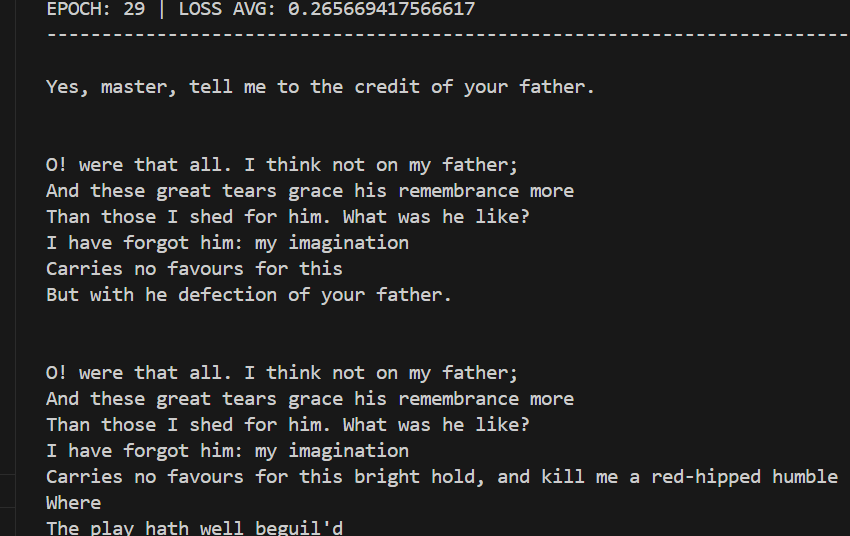 EPOCH: 29 | LOSS AVG: 0.265669417566617
-------------------------------------------------------------------------
Yes, master, tell me to the credit of your father.
O! were that all. I think not on my father;
And these great tears grace his remembrance more
Than those I shed for him. What was he like?
I have forgot him: my imagination
Carries no favours for this
But with he defection of your father.
O! were that all. I think not on my father;
And these great tears grace his remembrance more
Than those I shed for him. What was he like?
I have forgot him: my imagination
Carries no favours for this bright hold, and kill me a red-hipped humble
Where
The play hath well beguil'd